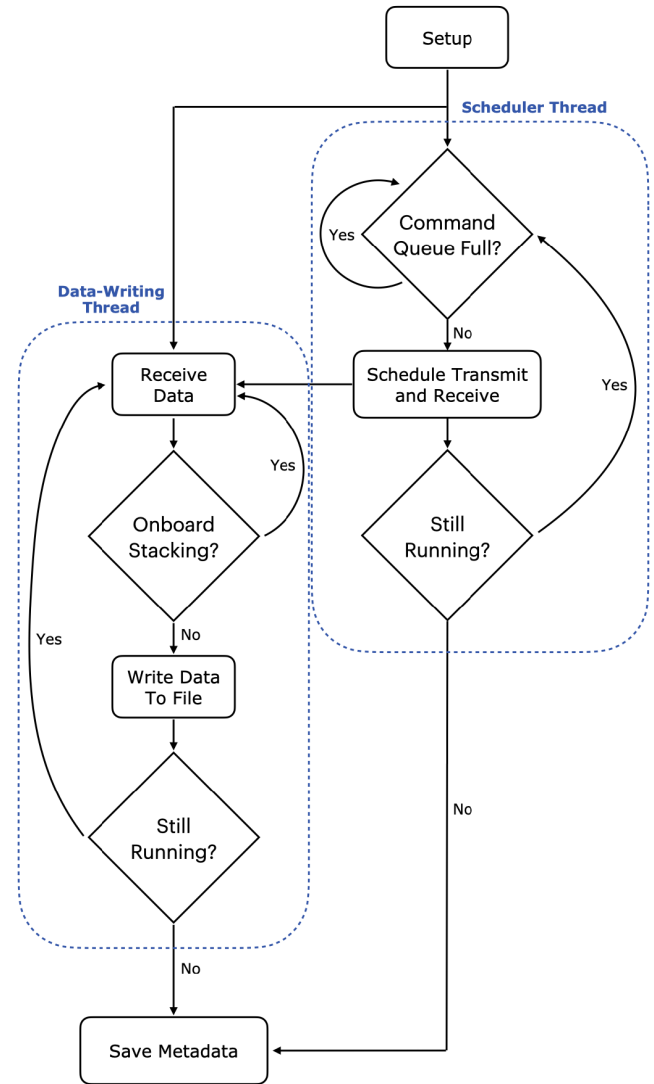 Setup
Scheduler Thread
Command
Queue Full?
Yes
No
Data-Writing
Thread
Receive
Data
Schedule Transmit
and Receive
Yes
Yes
Onboard
Stacking?
Still
Running?
No
Yes
Write Data
To File
Still
Running?
No
No
Save Metadata